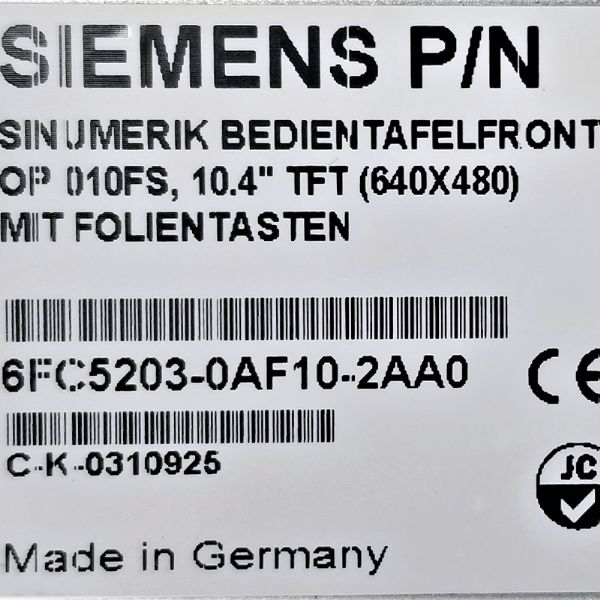 SIEMENS P/N
SINUMERIK BEDIENTAFELFRONT
OP 010FS, 10.4" TFT (640X480)
MIT FOLIENTASTEN
6FC5203-0AF10-2AA0
CE
C-K-0310925
JC
Made in Germany